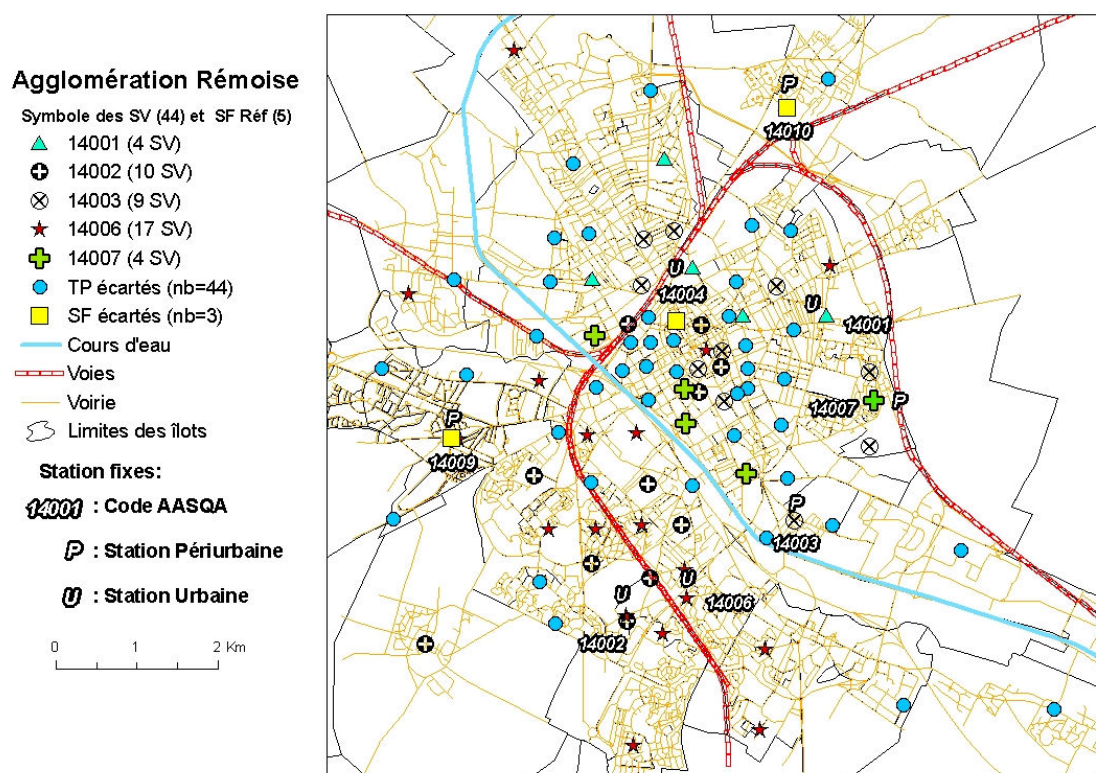 Agglomération Rémoise
Symbole des SV (44) et SF Réf (5)
14001 (4 SV)
14002 (10 SV)
14003 (9 SV)
14006 (17 SV)
14007 (4 SV)
TP écartés (nb=44)
SF écartés (nb=3)
Cours d'eau
Voies
Voirie
Limites des îlots
Station fixes:
14001 : Code AASQA
P : Station Périurbaine
U : Station Urbaine
0 1 2 Km
P
14010
U
14004
U
14001
14007 P
P
14009
P
14003
U
14006
U
14002